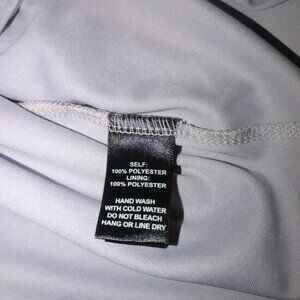 SELF:
100% POLYESTER
LINING:
100% POLYESTER
HAND WASH
WITH COLD WATER
DO NOT BLEACH
HANG OR LINE DRY